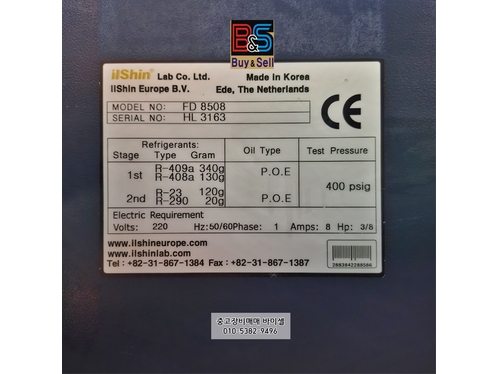 B&S
Buy & Sell
ilShin Lab Co. Ltd. Made in Korea
ilShin Europe B.V. Ede, The Netherlands
MODEL NO: FD 8508
SERIAL NO: HL 3163
CE
Refrigerants:
Stage Type Gram Oil Type Test Pressure
1st R-409a 340g P.O.E 400 psig
R-408a 130g
2nd R-23 120g P.O.E
R-290 20g
Electric Requirement
Volts: 220 Hz:50/60Phase: 1 Amps: 8 Hp: 3/8
www.ilshineurope.com
www.ilshinlab.com
Tel : +82-31-867-1384 Fax : +82-31-867-1387
중고장비매매 바이셀
010-5382-9496